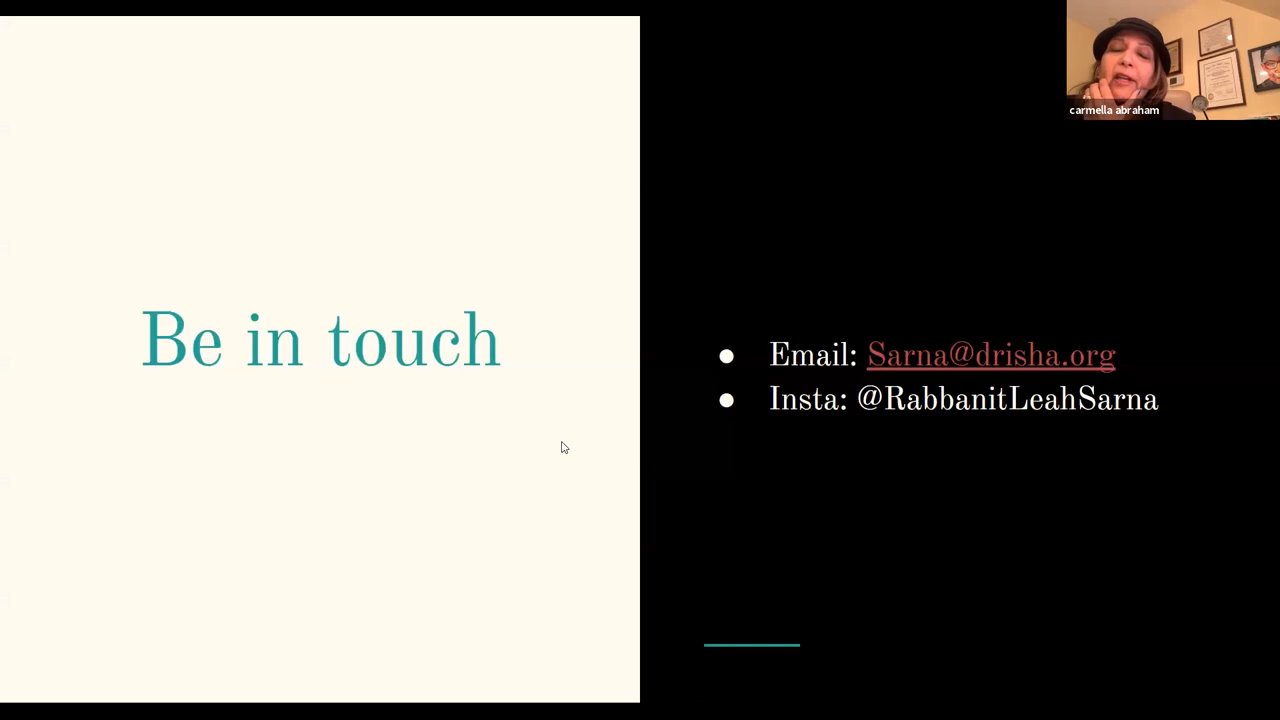 carmella abraham
Be in touch
● Email: Sarna@drisha.org
● Insta: @RabbanitLeahSarna